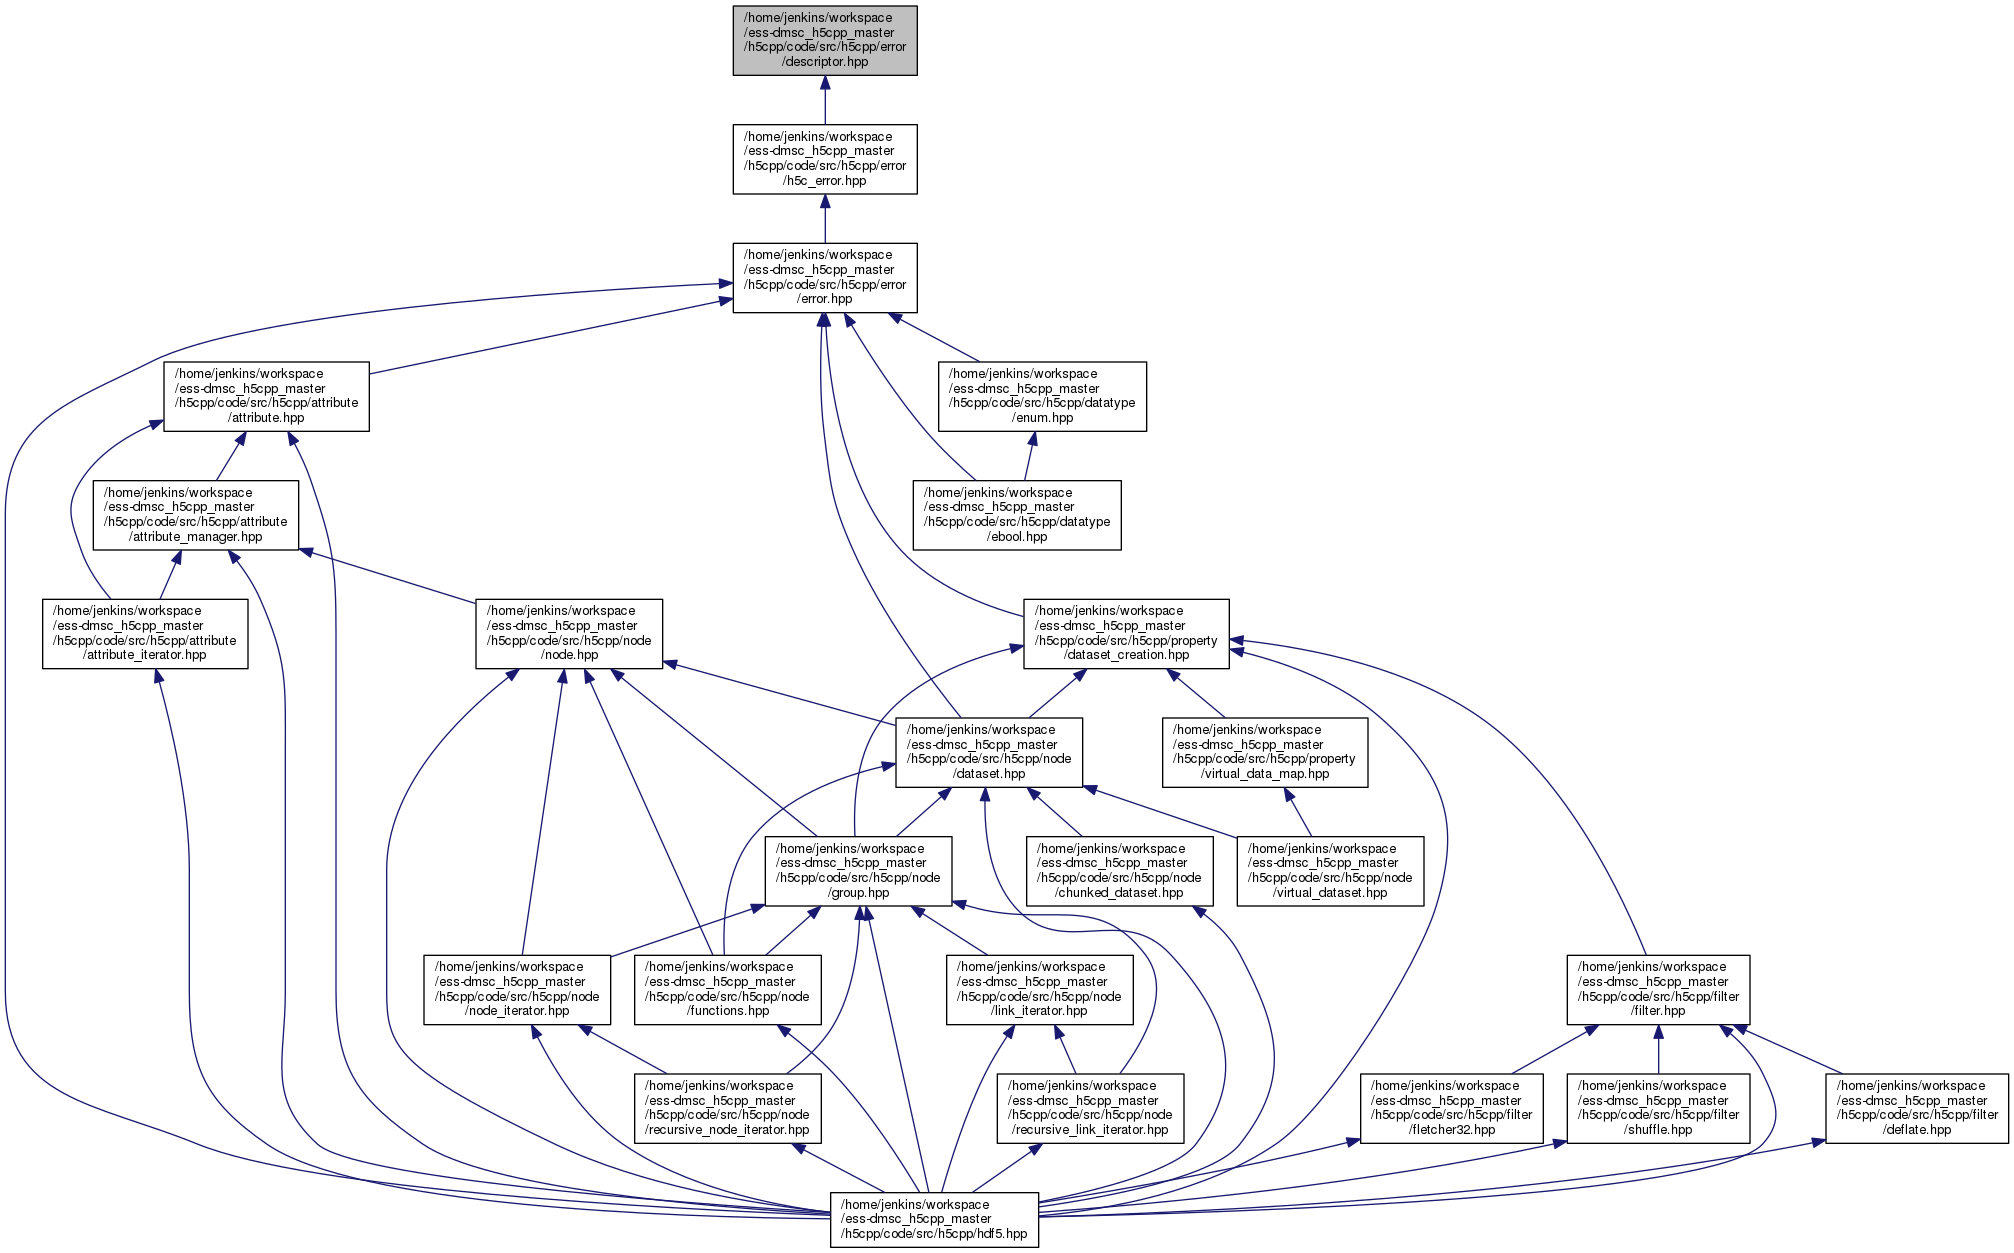 /home/jenkins/workspace
/ess-dmsc_h5cpp_master
/h5cpp/code/src/h5cpp/error
/descriptor.hpp
/home/jenkins/workspace
/ess-dmsc_h5cpp_master
/h5cpp/code/src/h5cpp/error
/h5c_error.hpp
/home/jenkins/workspace
/ess-dmsc_h5cpp_master
/h5cpp/code/src/h5cpp/error
/error.hpp
/home/jenkins/workspace
/ess-dmsc_h5cpp_master
/h5cpp/code/src/h5cpp/attribute
/attribute.hpp
/home/jenkins/workspace
/ess-dmsc_h5cpp_master
/h5cpp/code/src/h5cpp/datatype
/enum.hpp
/home/jenkins/workspace
/ess-dmsc_h5cpp_master
/h5cpp/code/src/h5cpp/attribute
/attribute_manager.hpp
/home/jenkins/workspace
/ess-dmsc_h5cpp_master
/h5cpp/code/src/h5cpp/datatype
/ebool.hpp
/home/jenkins/workspace
/ess-dmsc_h5cpp_master
/h5cpp/code/src/h5cpp/attribute
/attribute_iterator.hpp
/home/jenkins/workspace
/ess-dmsc_h5cpp_master
/h5cpp/code/src/h5cpp/node
/node.hpp
/home/jenkins/workspace
/ess-dmsc_h5cpp_master
/h5cpp/code/src/h5cpp/property
/dataset_creation.hpp
/home/jenkins/workspace
/ess-dmsc_h5cpp_master
/h5cpp/code/src/h5cpp/node
/dataset.hpp
/home/jenkins/workspace
/ess-dmsc_h5cpp_master
/h5cpp/code/src/h5cpp/property
/virtual_data_map.hpp
/home/jenkins/workspace
/ess-dmsc_h5cpp_master
/h5cpp/code/src/h5cpp/node
/group.hpp
/home/jenkins/workspace
/ess-dmsc_h5cpp_master
/h5cpp/code/src/h5cpp/node
/chunked_dataset.hpp
/home/jenkins/workspace
/ess-dmsc_h5cpp_master
/h5cpp/code/src/h5cpp/node
/virtual_dataset.hpp
/home/jenkins/workspace
/ess-dmsc_h5cpp_master
/h5cpp/code/src/h5cpp/node
/node_iterator.hpp
/home/jenkins/workspace
/ess-dmsc_h5cpp_master
/h5cpp/code/src/h5cpp/node
/functions.hpp
/home/jenkins/workspace
/ess-dmsc_h5cpp_master
/h5cpp/code/src/h5cpp/node
/link_iterator.hpp
/home/jenkins/workspace
/ess-dmsc_h5cpp_master
/h5cpp/code/src/h5cpp/filter
/filter.hpp
/home/jenkins/workspace
/ess-dmsc_h5cpp_master
/h5cpp/code/src/h5cpp/node
/recursive_node_iterator.hpp
/home/jenkins/workspace
/ess-dmsc_h5cpp_master
/h5cpp/code/src/h5cpp/node
/recursive_link_iterator.hpp
/home/jenkins/workspace
/ess-dmsc_h5cpp_master
/h5cpp/code/src/h5cpp/filter
/fletcher32.hpp
/home/jenkins/workspace
/ess-dmsc_h5cpp_master
/h5cpp/code/src/h5cpp/filter
/shuffle.hpp
/home/jenkins/workspace
/ess-dmsc_h5cpp_master
/h5cpp/code/src/h5cpp/filter
/deflate.hpp
/home/jenkins/workspace
/ess-dmsc_h5cpp_master
/h5cpp/code/src/h5cpp/hdf5.hpp